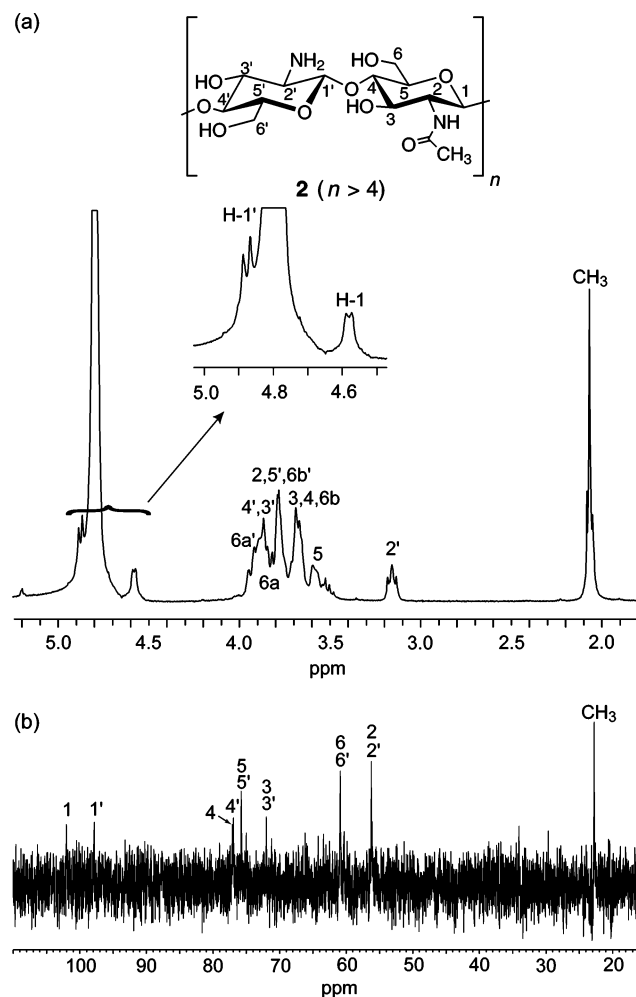 (a)
6
HO
NH₂
3'
HO
O
4
5
O
5'
1'
O
2
1
4'
2'
O
HO
3
NH
O
HO
6'
O
CH₃
n
2 (n > 4)
H-1'
H-1
CH₃
5.0 4.8 4.6
2,5',6b'
4',3'
3,4,6b
6a'
6a
5
2'
5.0 4.5 4.0 3.5 3.0 2.5 2.0
ppm
(b)
CH₃
1 1'
4 4'
5
5'
3
3'
6
6'
2
2'
100 90 80 70 60 50 40 30 20
ppm